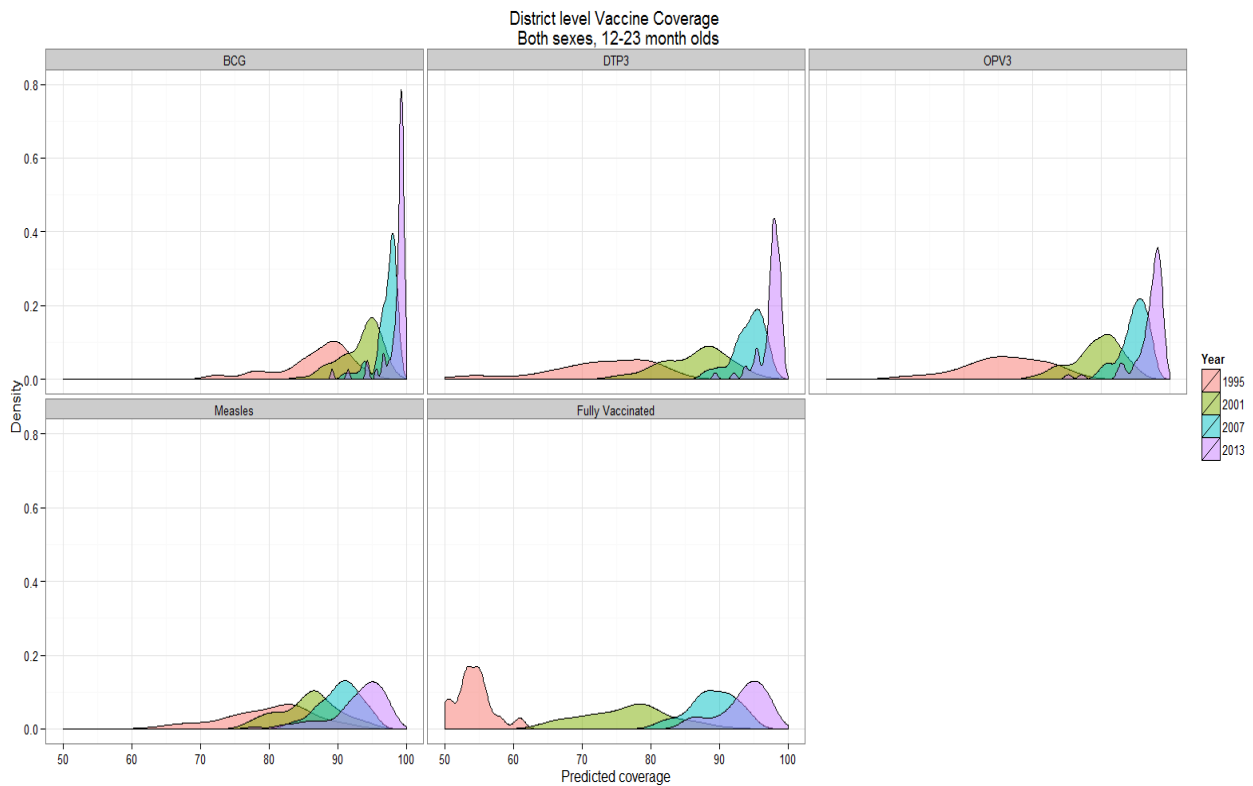 District level Vaccine Coverage
Both sexes, 12-23 month olds
BCG DTP3 OPV3
0.8
0.6
0.4
0.2
0.0
Measles Fully Vaccinated
0.8
0.6
0.4
0.2
0.0
50 60 70 80 90 100 50 60 70 80 90 100
Predicted coverage
Density
Year
1995
2001
2007
2013